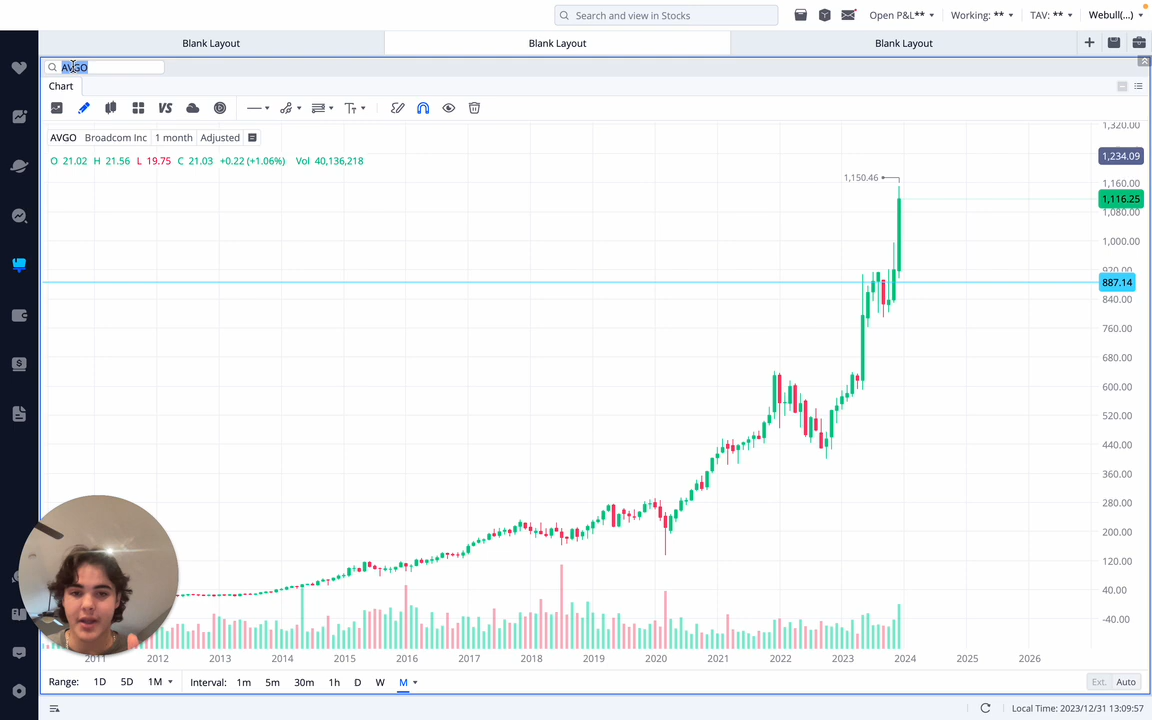 Search and view in Stocks
Open P&L**
Working: **
TAV: **
Webull(...)
Blank Layout
Blank Layout
Blank Layout
AVGO
Chart
VS
AVGO Broadcom Inc 1 month Adjusted
O 21.02 H 21.56 L 19.75 C 21.03 +0.22 (+1.06%) Vol 40,136,218
1,320.00
1,234.09
1,150.46
1,160.00
1,116.25
1,080.00
1,000.00
920.00
887.14
840.00
760.00
680.00
600.00
520.00
440.00
360.00
280.00
200.00
120.00
40.00
-40.00
2011 2012 2013 2014 2015 2016 2017 2018 2019 2020 2021 2022 2023 2024 2025 2026
Range: 1D 5D 1M Interval: 1m 5m 30m 1h D W M Ext. Auto
Local Time: 2023/12/31 13:09:57